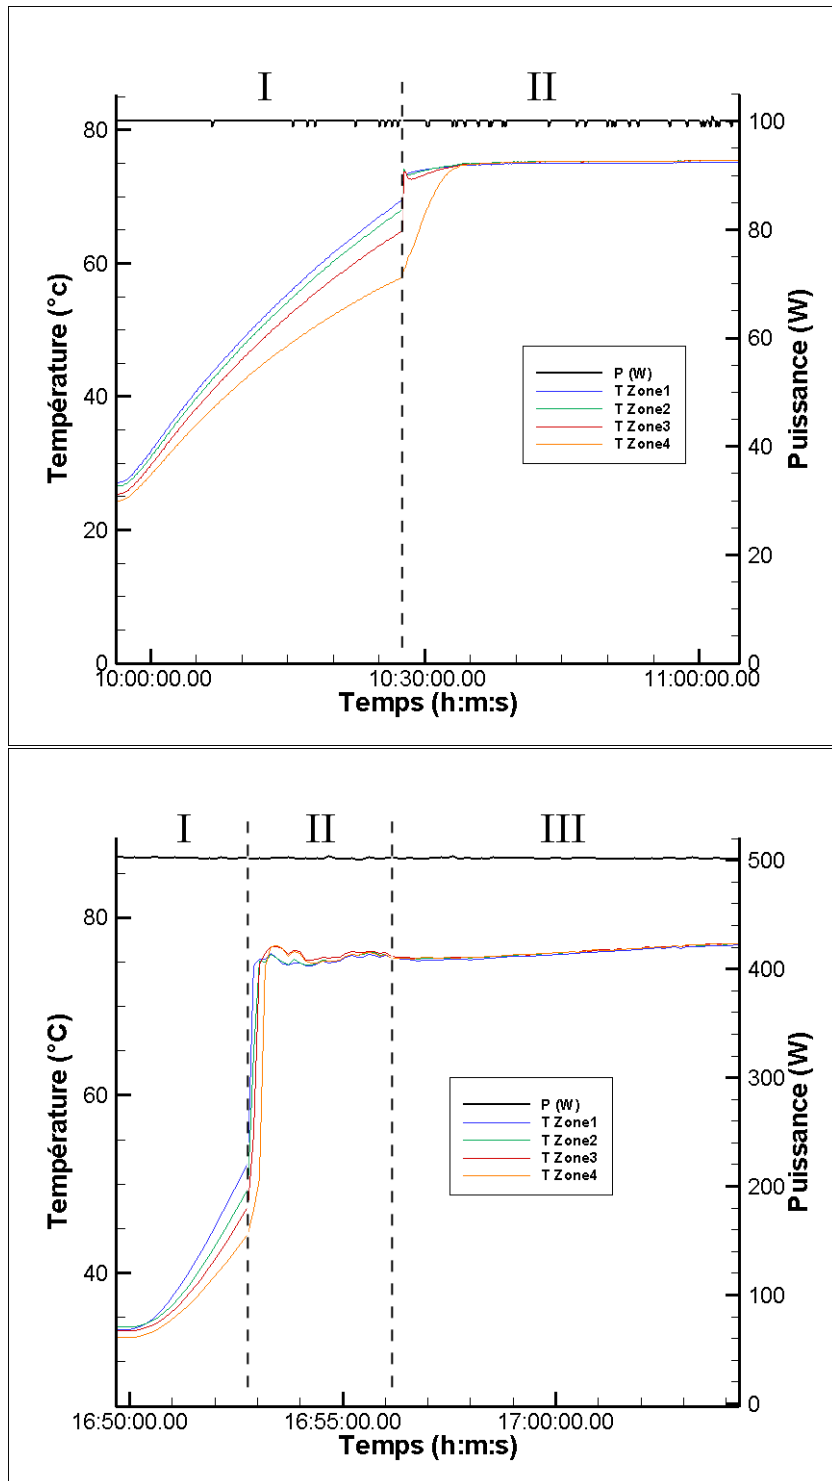 I II
80
60
40
20
0
Température (°c)
100
80
60
40
20
0
Puissance (W)
P (W)
T Zone1
T Zone2
T Zone3
T Zone4
10:00:00.00 10:30:00.00 11:00:00.00
Temps (h:m:s)
I II III
80
60
40
Température (°C)
500
400
300
200
100
0
Puissance (W)
P (W)
T Zone1
T Zone2
T Zone3
T Zone4
16:50:00.00 16:55:00.00 17:00:00.00
Temps (h:m:s)